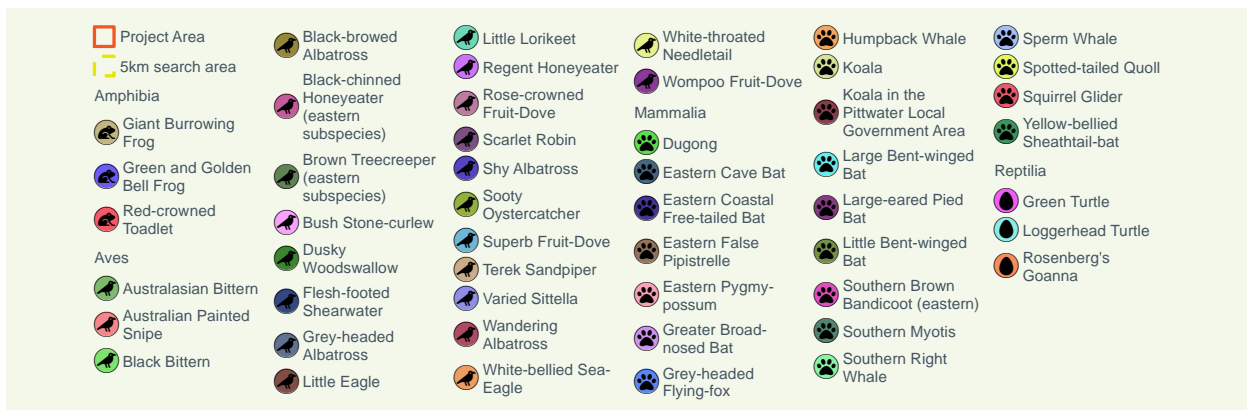 Project Area
5km search area
Amphibia
Giant Burrowing
Frog
Green and Golden
Bell Frog
Red-crowned
Toadlet
Aves
Australasian Bittern
Australian Painted
Snipe
Black Bittern
Black-browed
Albatross
Black-chinned
Honeyeater
(eastern
subspecies)
Brown Treecreeper
(eastern
subspecies)
Bush Stone-curlew
Dusky
Woodswallow
Flesh-footed
Shearwater
Grey-headed
Albatross
Little Eagle
Little Lorikeet
Regent Honeyeater
Rose-crowned
Fruit-Dove
Scarlet Robin
Shy Albatross
Sooty
Oystercatcher
Superb Fruit-Dove
Terek Sandpiper
Varied Sittella
Wandering
Albatross
White-bellied Sea-
Eagle
White-throated
Needletail
Wompoo Fruit-Dove
Mammalia
Dugong
Eastern Cave Bat
Eastern Coastal
Free-tailed Bat
Eastern False
Pipistrelle
Eastern Pygmy-
possum
Greater Broad-
nosed Bat
Grey-headed
Flying-fox
Humpback Whale
Koala
Koala in the
Pittwater Local
Government Area
Large Bent-winged
Bat
Large-eared Pied
Bat
Little Bent-winged
Bat
Southern Brown
Bandicoot (eastern)
Southern Myotis
Southern Right
Whale
Sperm Whale
Spotted-tailed Quoll
Squirrel Glider
Yellow-bellied
Sheathtail-bat
Reptilia
Green Turtle
Loggerhead Turtle
Rosenberg's
Goanna